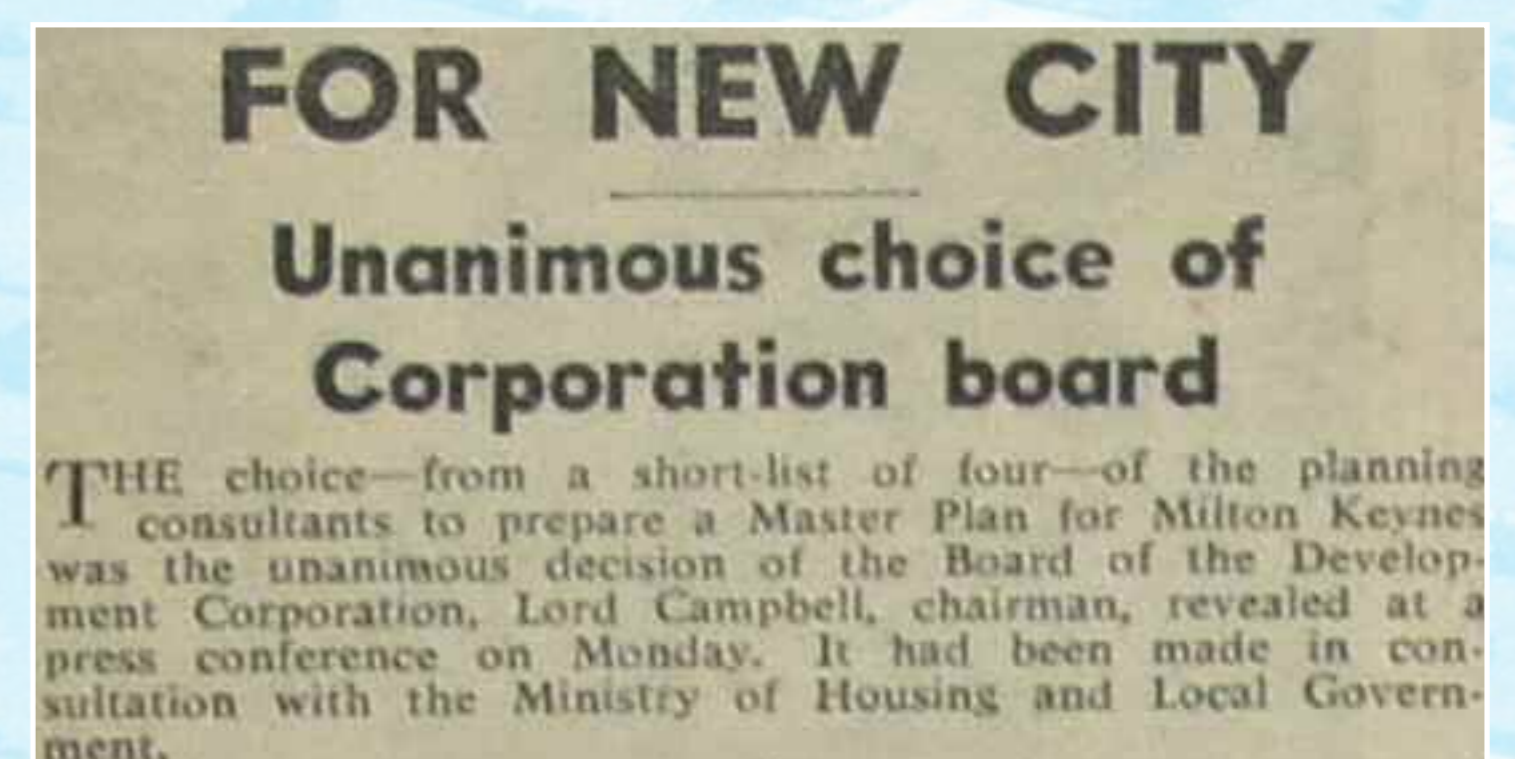 FOR NEW CITY
Unanimous choice of
Corporation board
THE choice—from a short-list of four—of the planning
consultants to prepare a Master Plan for Milton Keynes
was the unanimous decision of the Board of the Develop-
ment Corporation, Lord Campbell, chairman, revealed at a
press conference on Monday. It had been made in con-
sultation with the Ministry of Housing and Local Govern-
ment.